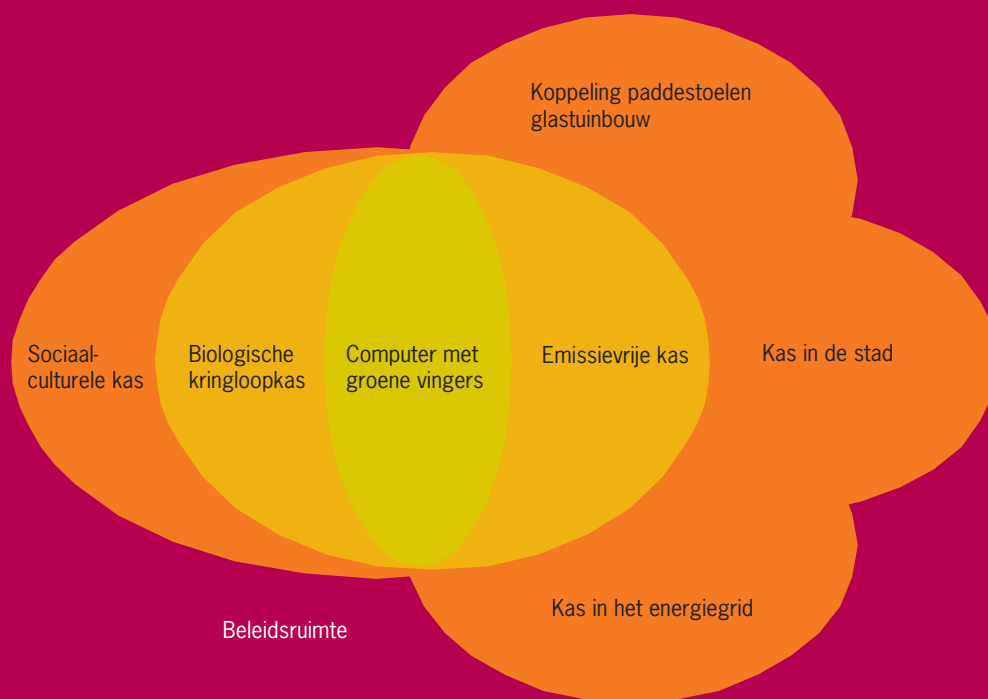 Koppeling paddestoelen
glastuinbouw
Sociaal-
culturele kas
Biologische
kringloopkas
Computer met
groene vingers
Emissievrije kas
Kas in de stad
Kas in het energiegrid
Beleidsruimte